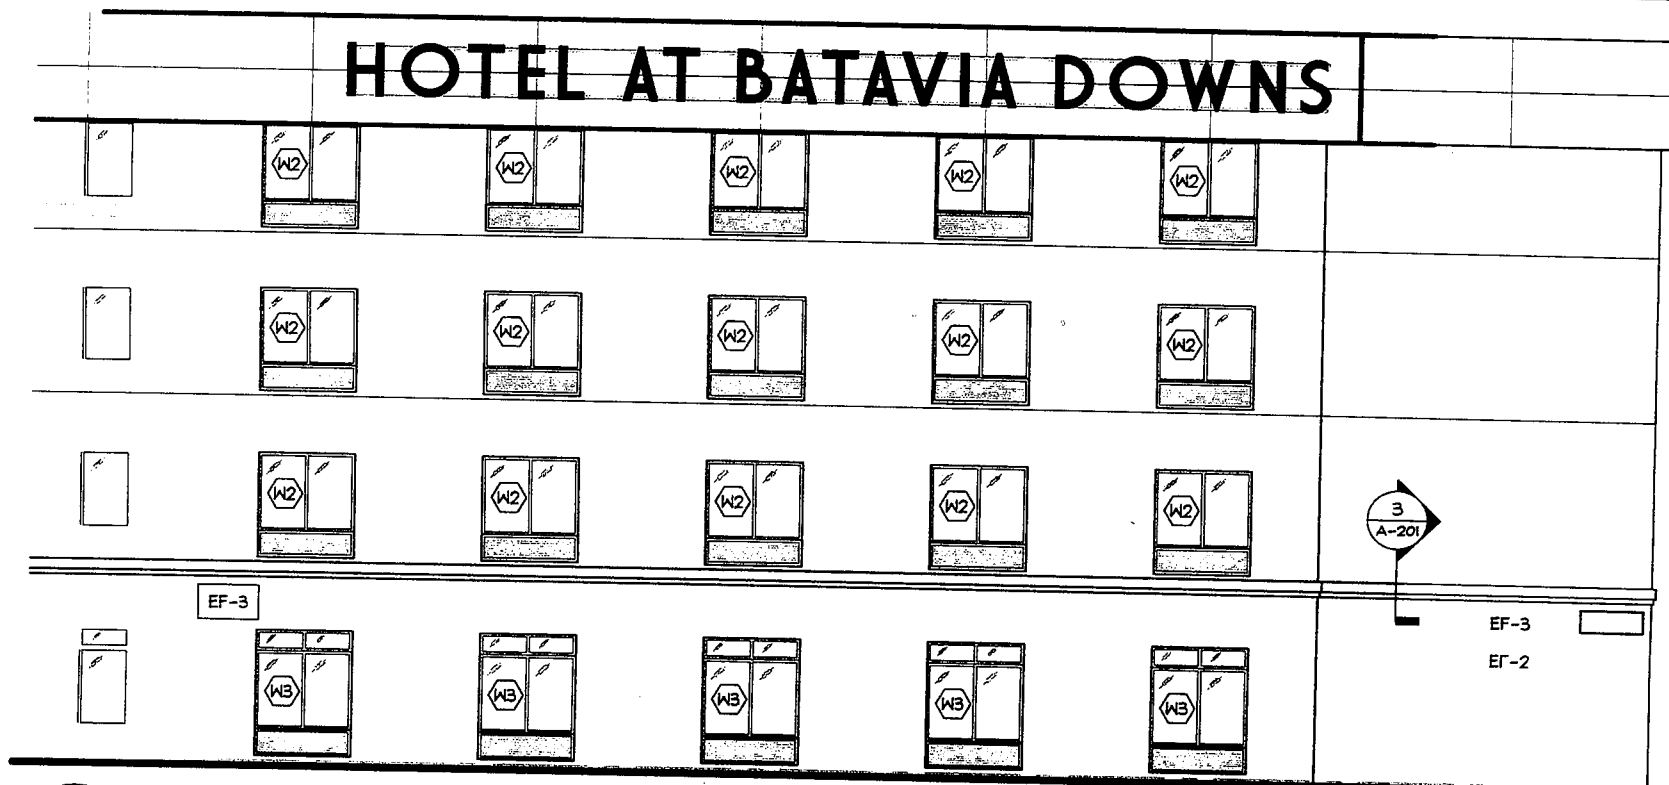 HOTEL AT BATAVIA DOWNS
W2 W2 W2 W2 W2
W2 W2 W2 W2 W2
W2 W2 W2 W2 W2
3
A-201
EF-3
EF-3
EF-2
W3 W3 W3 W3 W3